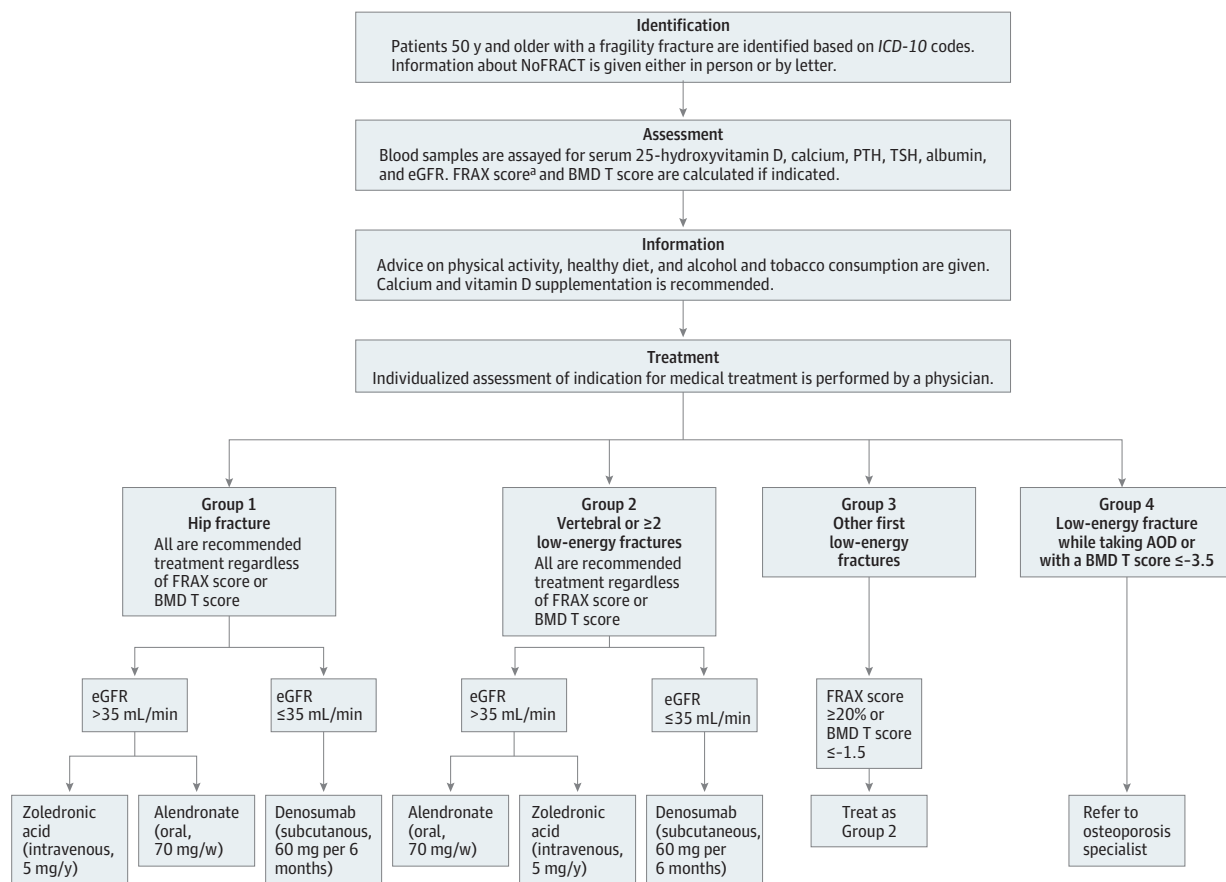 Identification
Patients 50 y and older with a fragility fracture are identified based on ICD-10 codes.
Information about NoFRACT is given either in person or by letter.
Assessment
Blood samples are assayed for serum 25-hydroxyvitamin D, calcium, PTH, TSH, albumin,
and eGFR. FRAX scoreᵃ and BMD T score are calculated if indicated.
Information
Advice on physical activity, healthy diet, and alcohol and tobacco consumption are given.
Calcium and vitamin D supplementation is recommended.
Treatment
Individualized assessment of indication for medical treatment is performed by a physician.
Group 1
Hip fracture
All are recommended
treatment regardless
of FRAX score or
BMD T score
Group 2
Vertebral or ≥2
low-energy fractures
All are recommended
treatment regardless
of FRAX score or
BMD T score
Group 3
Other first
low-energy
fractures
Group 4
Low-energy fracture
while taking AOD or
with a BMD T score ≤-3.5
eGFR
>35 mL/min
eGFR
≤35 mL/min
eGFR
>35 mL/min
eGFR
≤35 mL/min
FRAX score
≥20% or
BMD T score
≤-1.5
Zoledronic
acid
(intravenous,
5 mg/y)
Alendronate
(oral,
70 mg/w)
Denosumab
(subcutanous,
60 mg per 6
months)
Alendronate
(oral,
70 mg/w)
Zoledronic
acid
(intravenous,
5 mg/y)
Denosumab
(subcutaneous,
60 mg per
6 months)
Treat as
Group 2
Refer to
osteoporosis
specialist